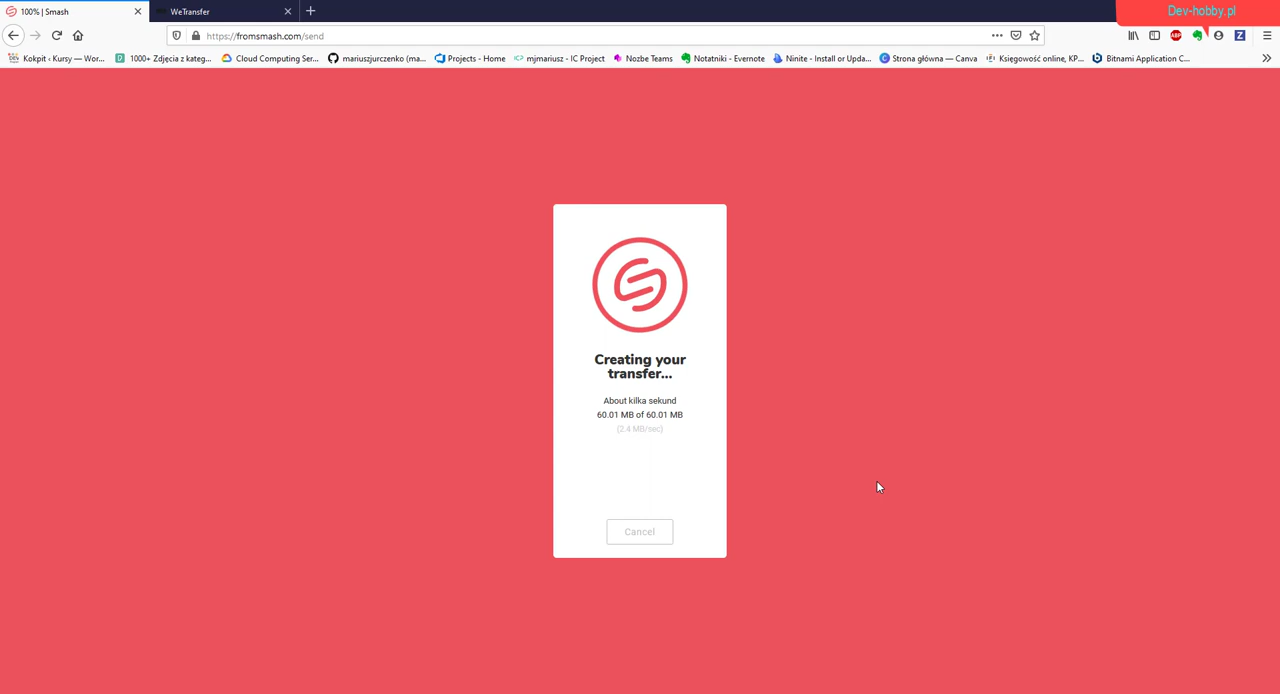 100% | Smash
WeTransfer
Dev-hobby.pl
https://fromsmash.com/send
Kokpit ‹ Kursy — Wor...
1000+ Zdjęcia z kateg...
Cloud Computing Ser...
mariuszjurczenko (ma...
Projects - Home
mjmariusz - IC Project
Nozbe Teams
Notatniki - Evernote
Ninite - Install or Upda...
Strona główna — Canva
Księgowość online, KP...
Bitnami Application C...
Creating your
transfer...
About kilka sekund
60.01 MB of 60.01 MB
(2.4 MB/sec)
Cancel